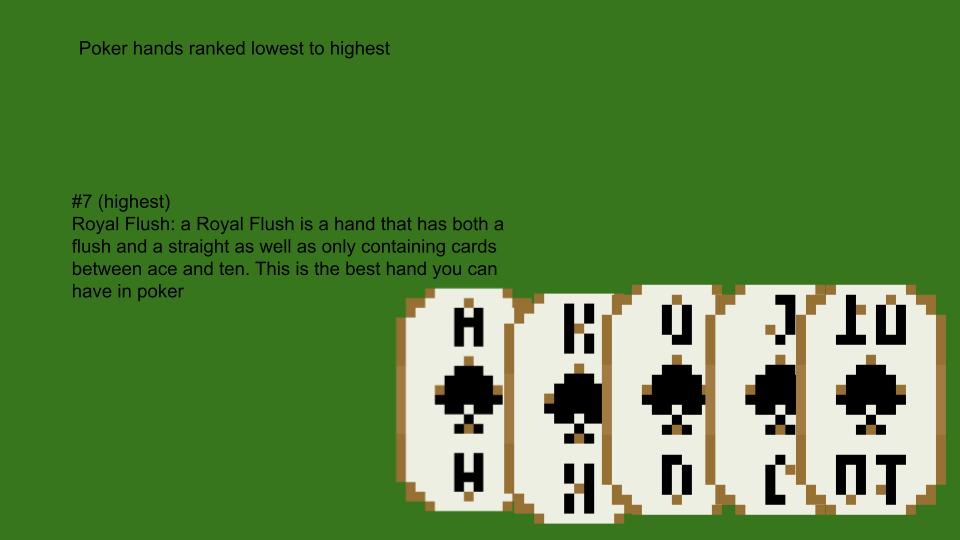 Poker hands ranked lowest to highest
#7 (highest)
Royal Flush: a Royal Flush is a hand that has both a
flush and a straight as well as only containing cards
between ace and ten. This is the best hand you can
have in poker
A K Q J 10